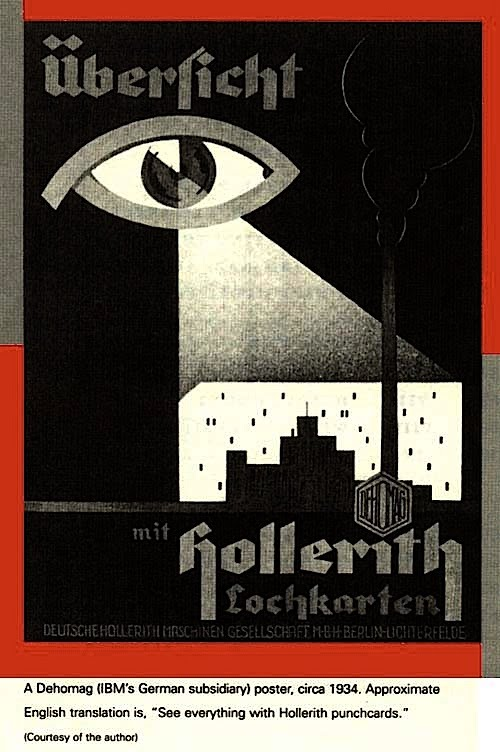 Übersicht
mit
Hollerith
Lochkarten
DEHOMAG
DEUTSCHE HOLLERITH MASCHINEN GESELLSCHAFT M·B·H·BERLIN-LICHTERFELDE
A Dehomag (IBM's German subsidiary) poster, circa 1934. Approximate
English translation is, “See everything with Hollerith punchcards.”
(Courtesy of the author)